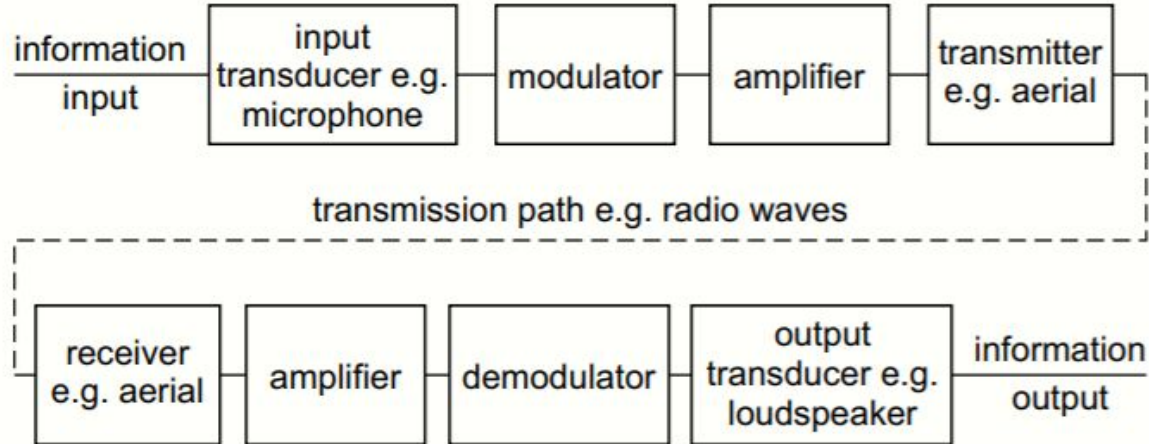 information
input
input
transducer e.g.
microphone
modulator
amplifier
transmitter
e.g. aerial
transmission path e.g. radio waves
receiver
e.g. aerial
amplifier
demodulator
output
transducer e.g.
loudspeaker
information
output